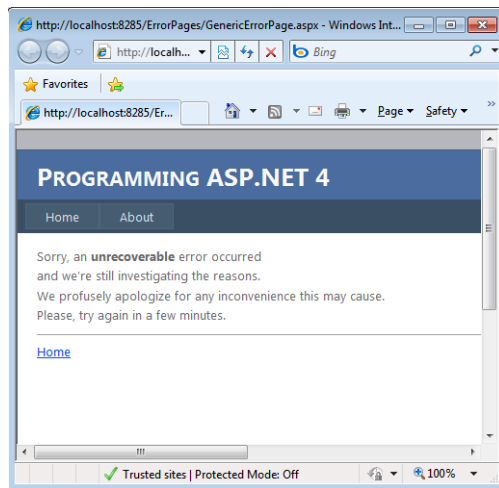 http://localhost:8285/ErrorPages/GenericErrorPage.aspx - Windows Int...
http://localh... Bing
Favorites
http://localhost:8285/Er... Page Safety »
PROGRAMMING ASP.NET 4
Home About
Sorry, an unrecoverable error occurred
and we're still investigating the reasons.
We profusely apologize for any inconvenience this may cause.
Please, try again in a few minutes.
Home
Trusted sites | Protected Mode: Off 100%